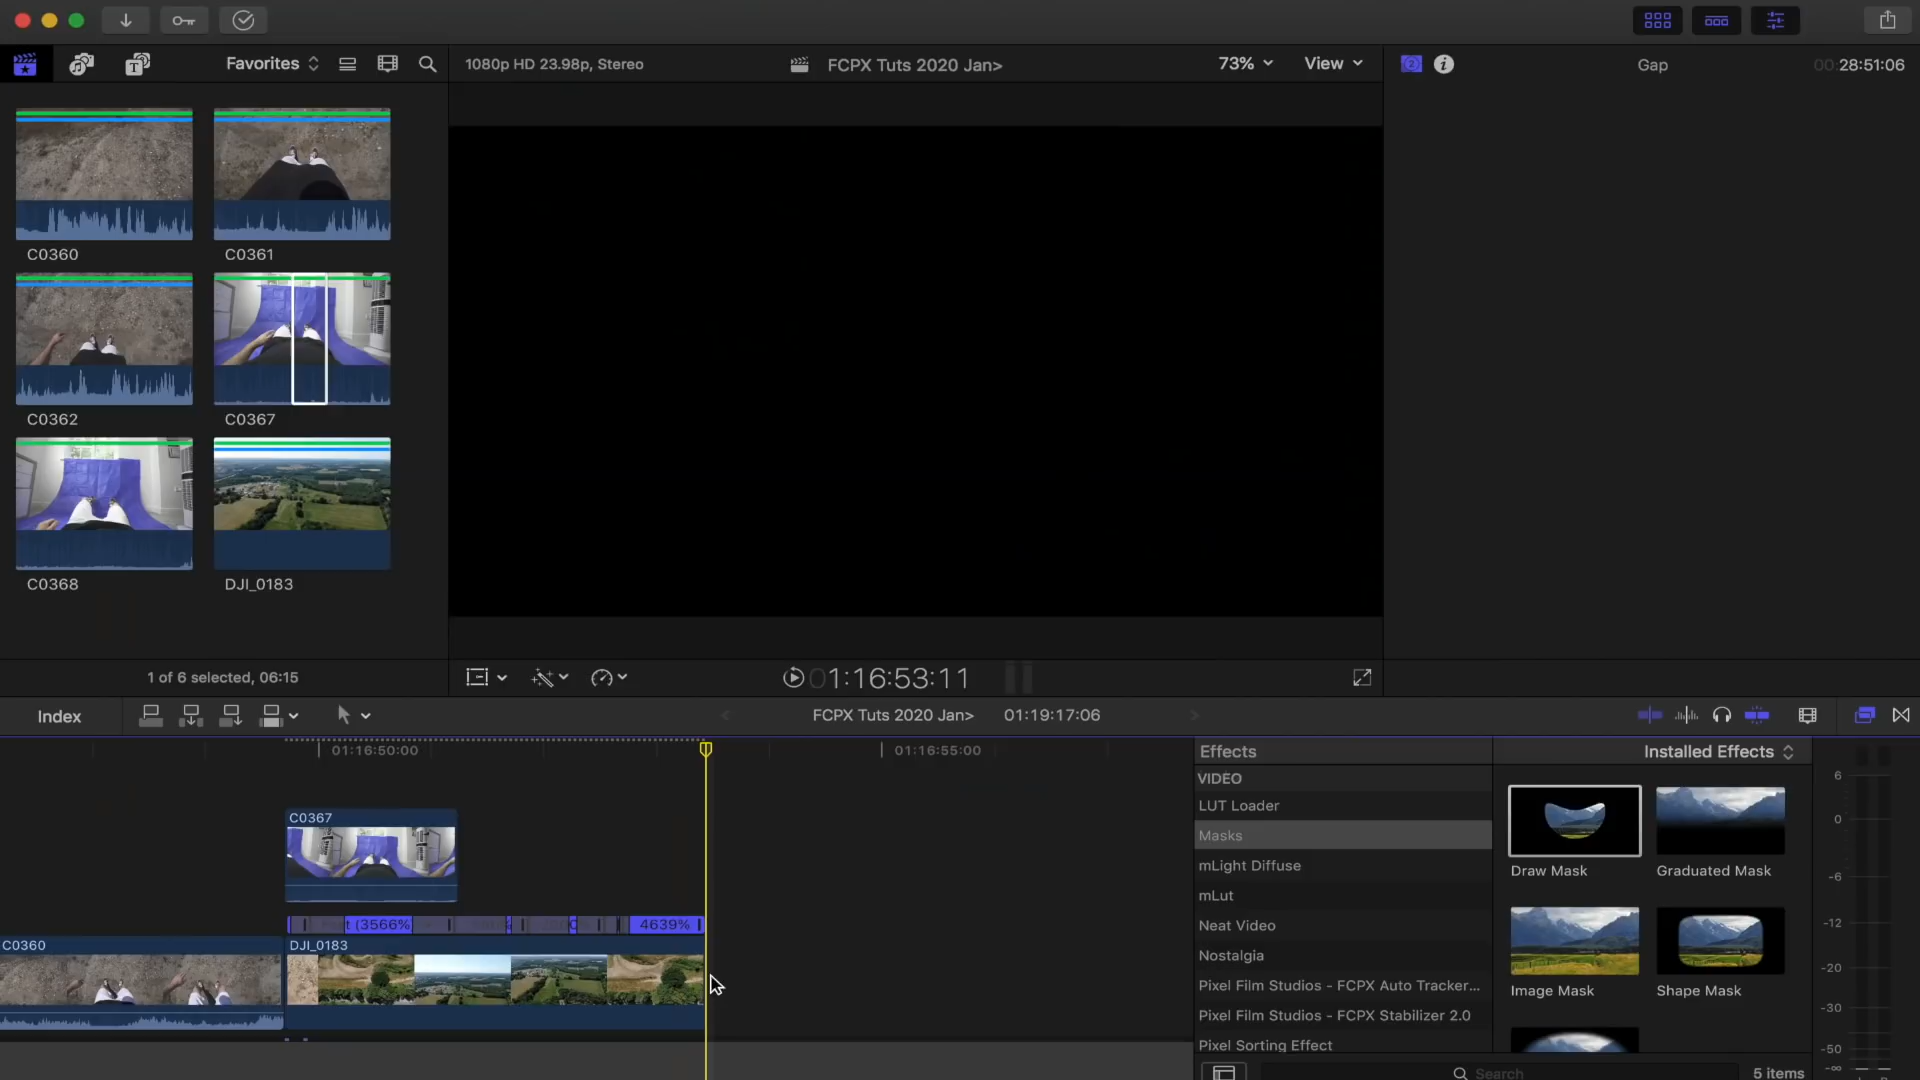 Favorites
1080p HD 23.98p, Stereo
FCPX Tuts 2020 Jan>
73%
View
Gap
00:28:51:06
C0360
C0361
C0362
C0367
C0368
DJI_0183
1 of 6 selected, 06:15
01:16:53:11
Index
FCPX Tuts 2020 Jan>
01:19:17:06
01:16:50:00
01:16:55:00
C0367
(3566%
4639%
C0360
DJI_0183
Effects
Installed Effects
VIDEO
LUT Loader
Masks
mLight Diffuse
mLut
Neat Video
Nostalgia
Pixel Film Studios - FCPX Auto Tracker...
Pixel Film Studios - FCPX Stabilizer 2.0
Pixel Sorting Effect
Draw Mask
Graduated Mask
Image Mask
Shape Mask
Search
5 items
6
0
-6
-12
-20
-30
-50
-∞